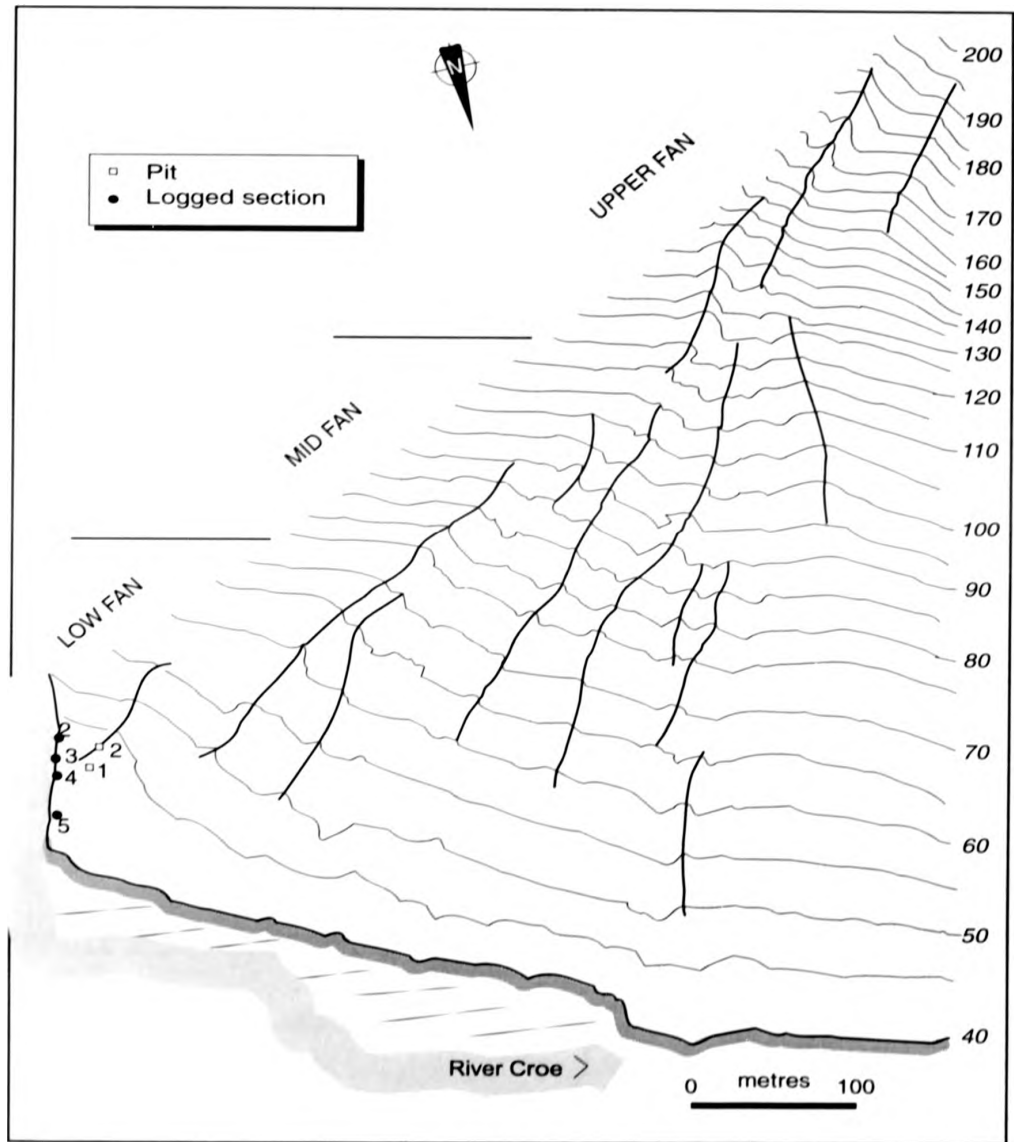 N
200
Pit
Logged section
190
UPPER FAN
180
170
160
150
140
130
120
MID FAN
110
100
90
LOW FAN
80
2
2
70
3
1
4
5
60
50
40
River Croe >
0 metres 100